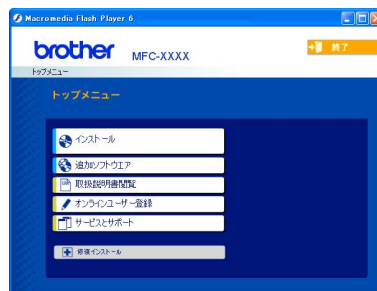 Macromedia Flash Player 6
brother MFC-XXXX
終了
トップメニュー
トップメニュー
インストール
追加ソフトウエア
取扱説明書閲覧
オンラインユーザー登録
サービスとサポート
修復インストール